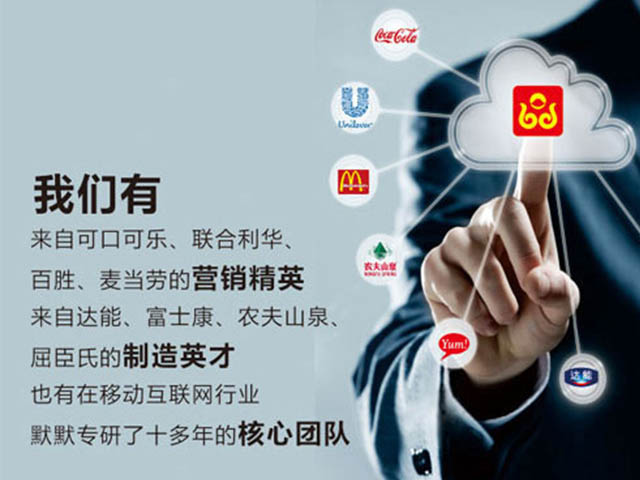 我们有
来自可口可乐、联合利华、
百胜、麦当劳的营销精英
来自达能、富士康、农夫山泉、
屈臣氏的制造英才
也有在移动互联网行业
默默专研了十多年的核心团队
Coca-Cola
Unilever
农夫山泉
Yum!
达能